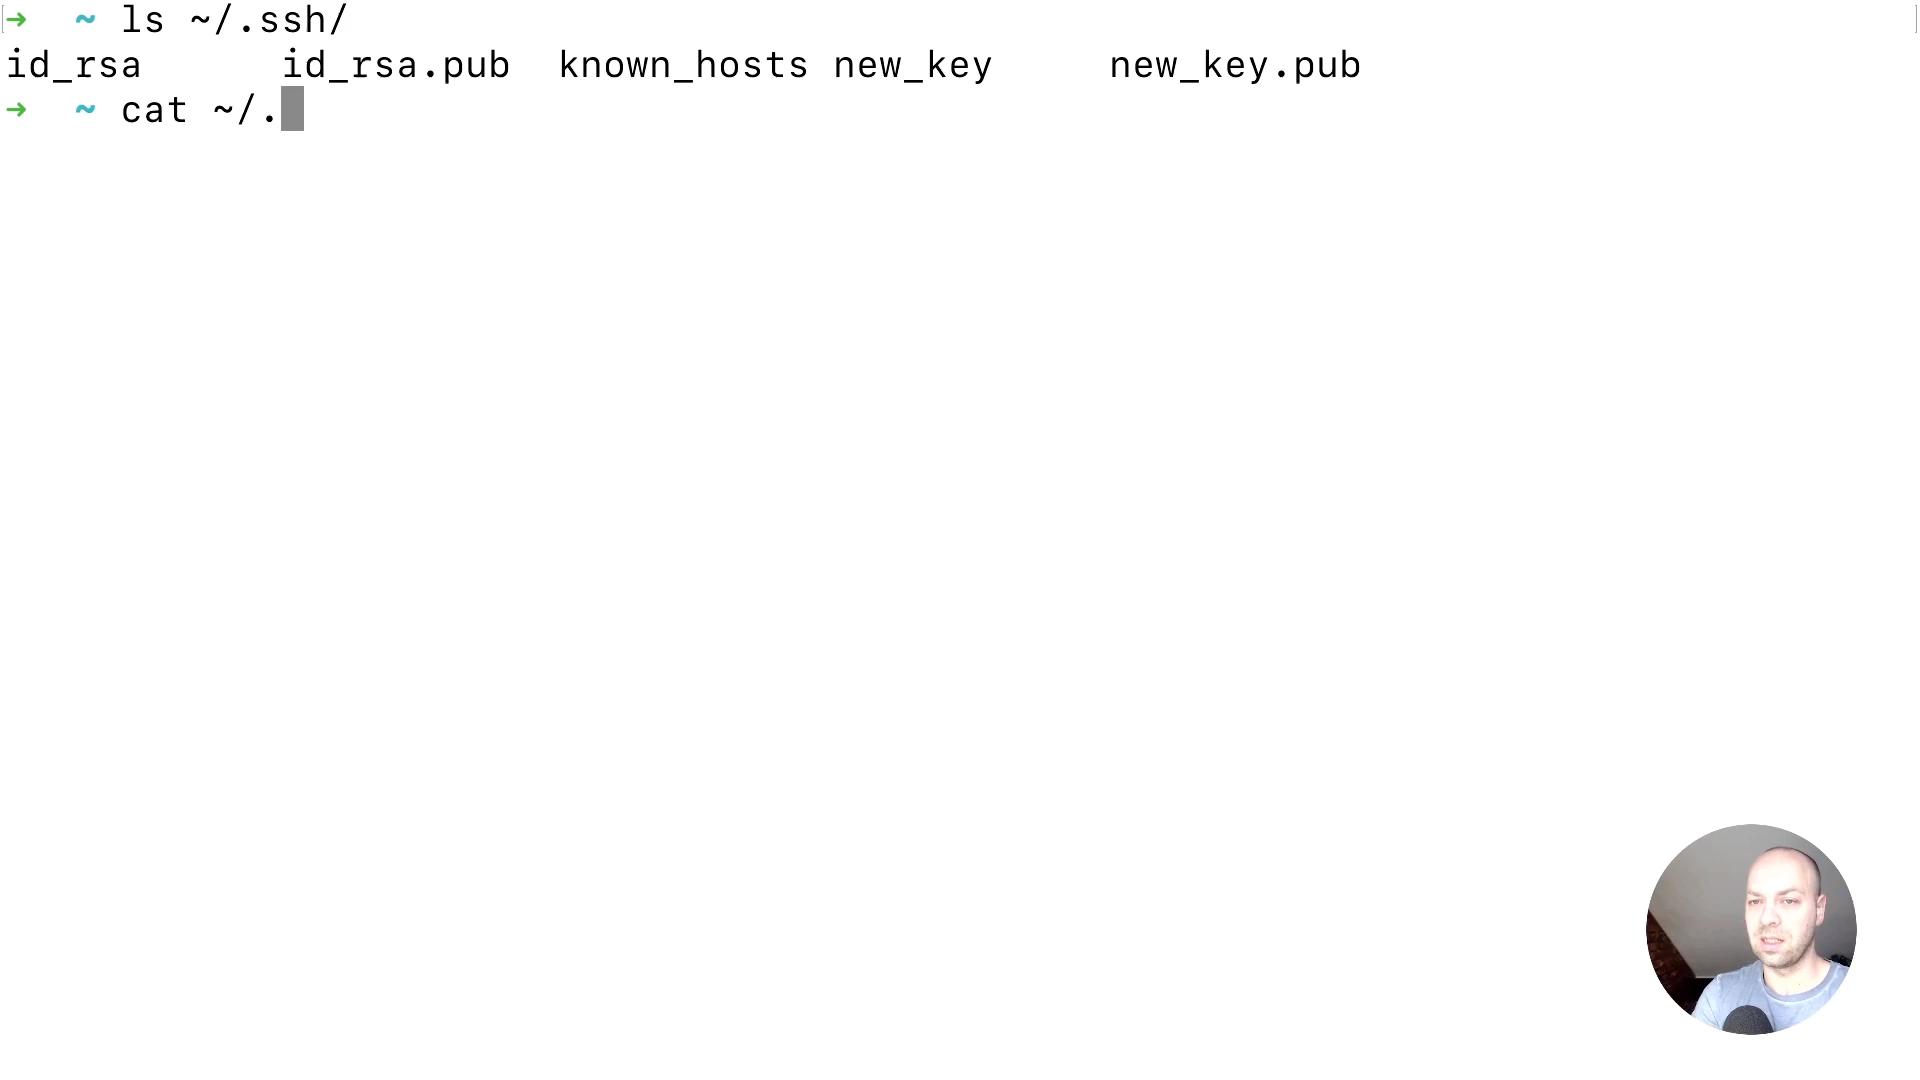 ➜  ~ ls ~/.ssh/
id_rsa      id_rsa.pub  known_hosts new_key     new_key.pub
➜  ~ cat ~/.